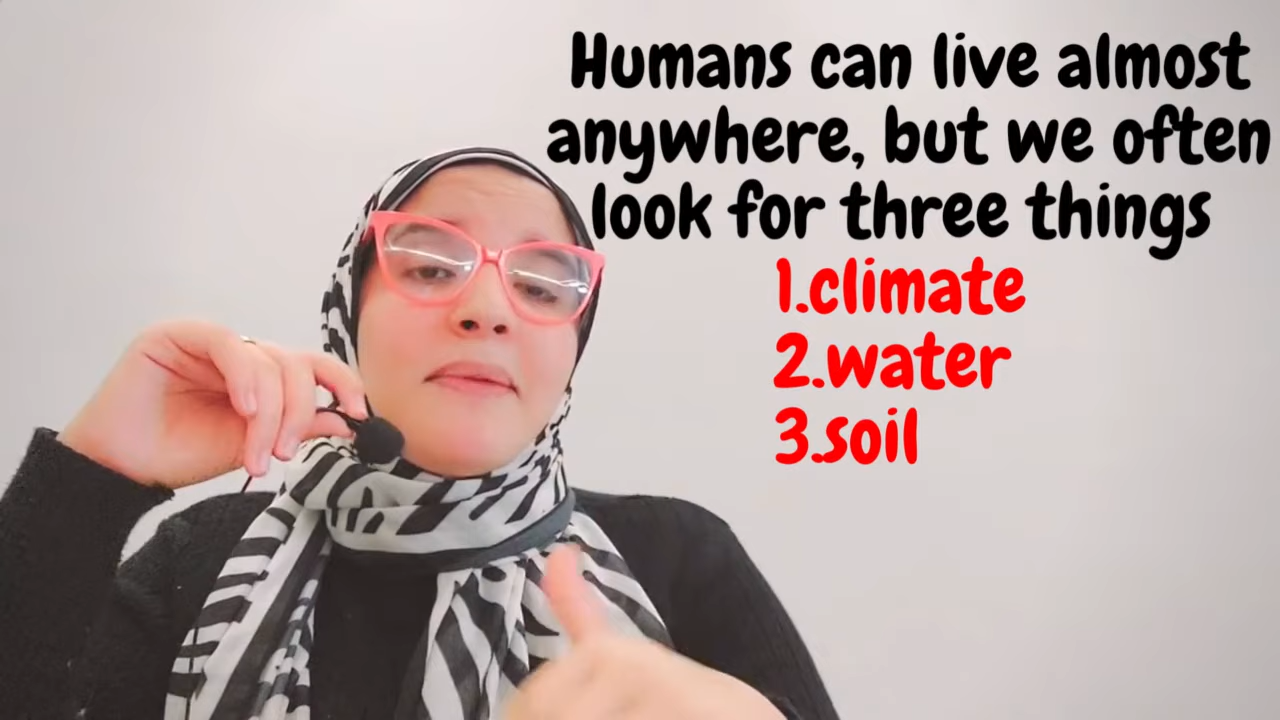 Humans can live almost
anywhere, but we often
look for three things
1.climate
2.water
3.soil